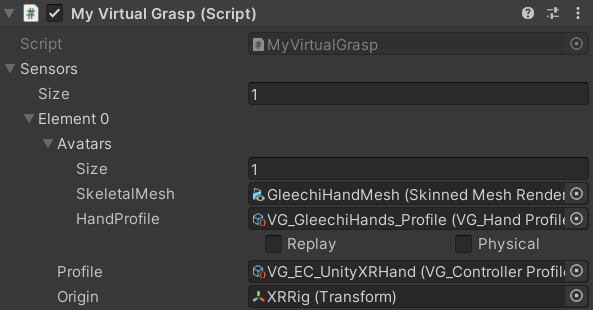 My Virtual Grasp (Script)
Script MyVirtualGrasp
Sensors
Size 1
Element 0
Avatars
Size 1
SkeletalMesh GleechiHandMesh (Skinned Mesh Render
HandProfile VG_GleechiHands_Profile (VG_Hand Profile
Replay Physical
Profile VG_EC_UnityXRHand (VG_Controller Profile
Origin XRRig (Transform)